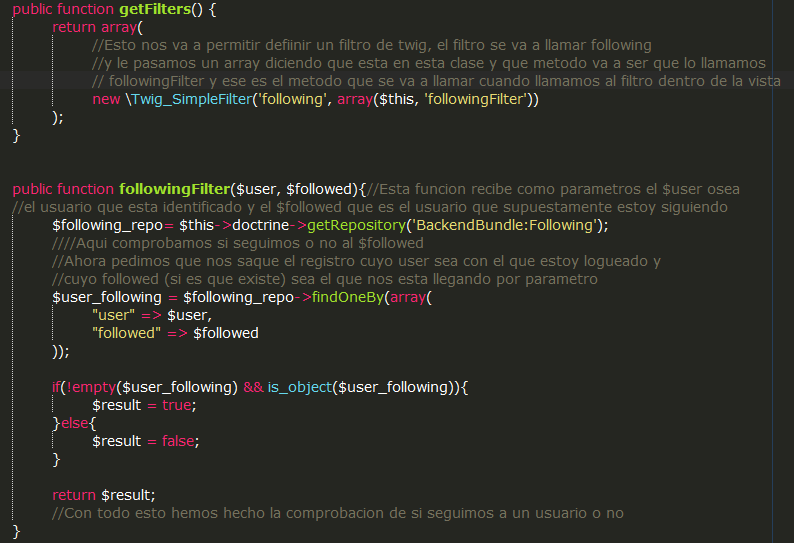 public function getFilters() {
return array(
//Esto nos va a permitir defiinir un filtro de twig, el filtro se va a llamar following
//y le pasamos un array diciendo que esta en esta clase y que metodo va a ser que lo llamamos
// followingFilter y ese es el metodo que se va a llamar cuando llamamos al filtro dentro de la vista
new \Twig_SimpleFilter('following', array($this, 'followingFilter'))
);
}
public function followingFilter($user, $followed){//Esta funcion recibe como parametros el $user osea
//el usuario que esta identificado y el $followed que es el usuario que supuestamente estoy siguiendo
$following_repo= $this->doctrine->getRepository('BackendBundle:Following');
////Aqui comprobamos si seguimos o no al $followed
//Ahora pedimos que nos saque el registro cuyo user sea con el que estoy logueado y
//cuyo followed (si es que existe) sea el que nos esta llegando por parametro
$user_following = $following_repo->findOneBy(array(
"user" => $user,
"followed" => $followed
));
if(!empty($user_following) && is_object($user_following)){
$result = true;
}else{
$result = false;
}
return $result;
//Con todo esto hemos hecho la comprobacion de si seguimos a un usuario o no
}